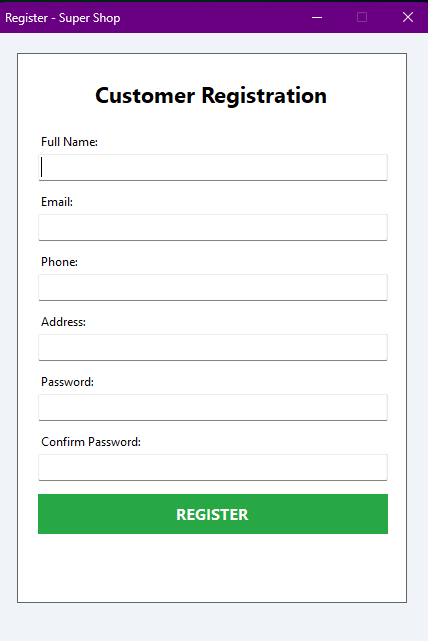 Register - Super Shop
Customer Registration
Full Name:
Email:
Phone:
Address:
Password:
Confirm Password:
REGISTER